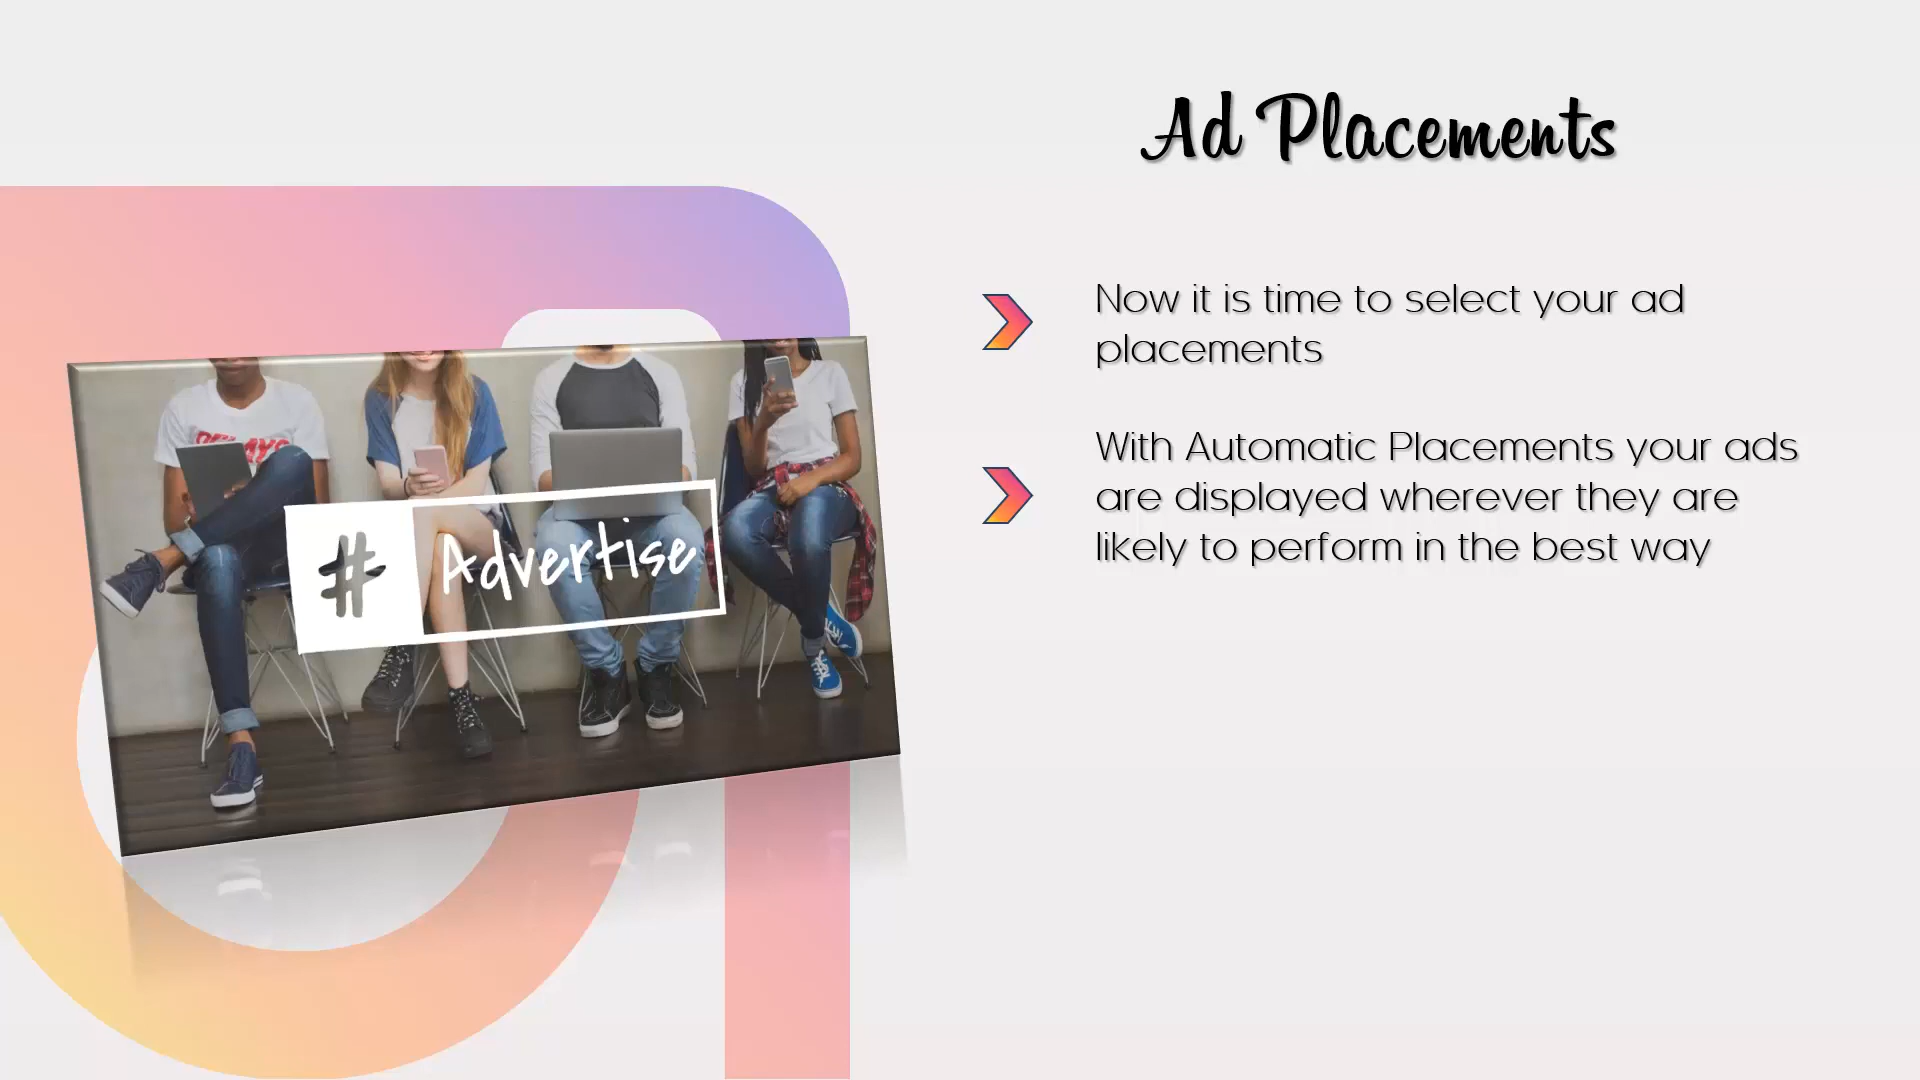 Ad Placements
Now it is time to select your ad
placements
With Automatic Placements your ads
are displayed wherever they are
likely to perform in the best way
# Advertise